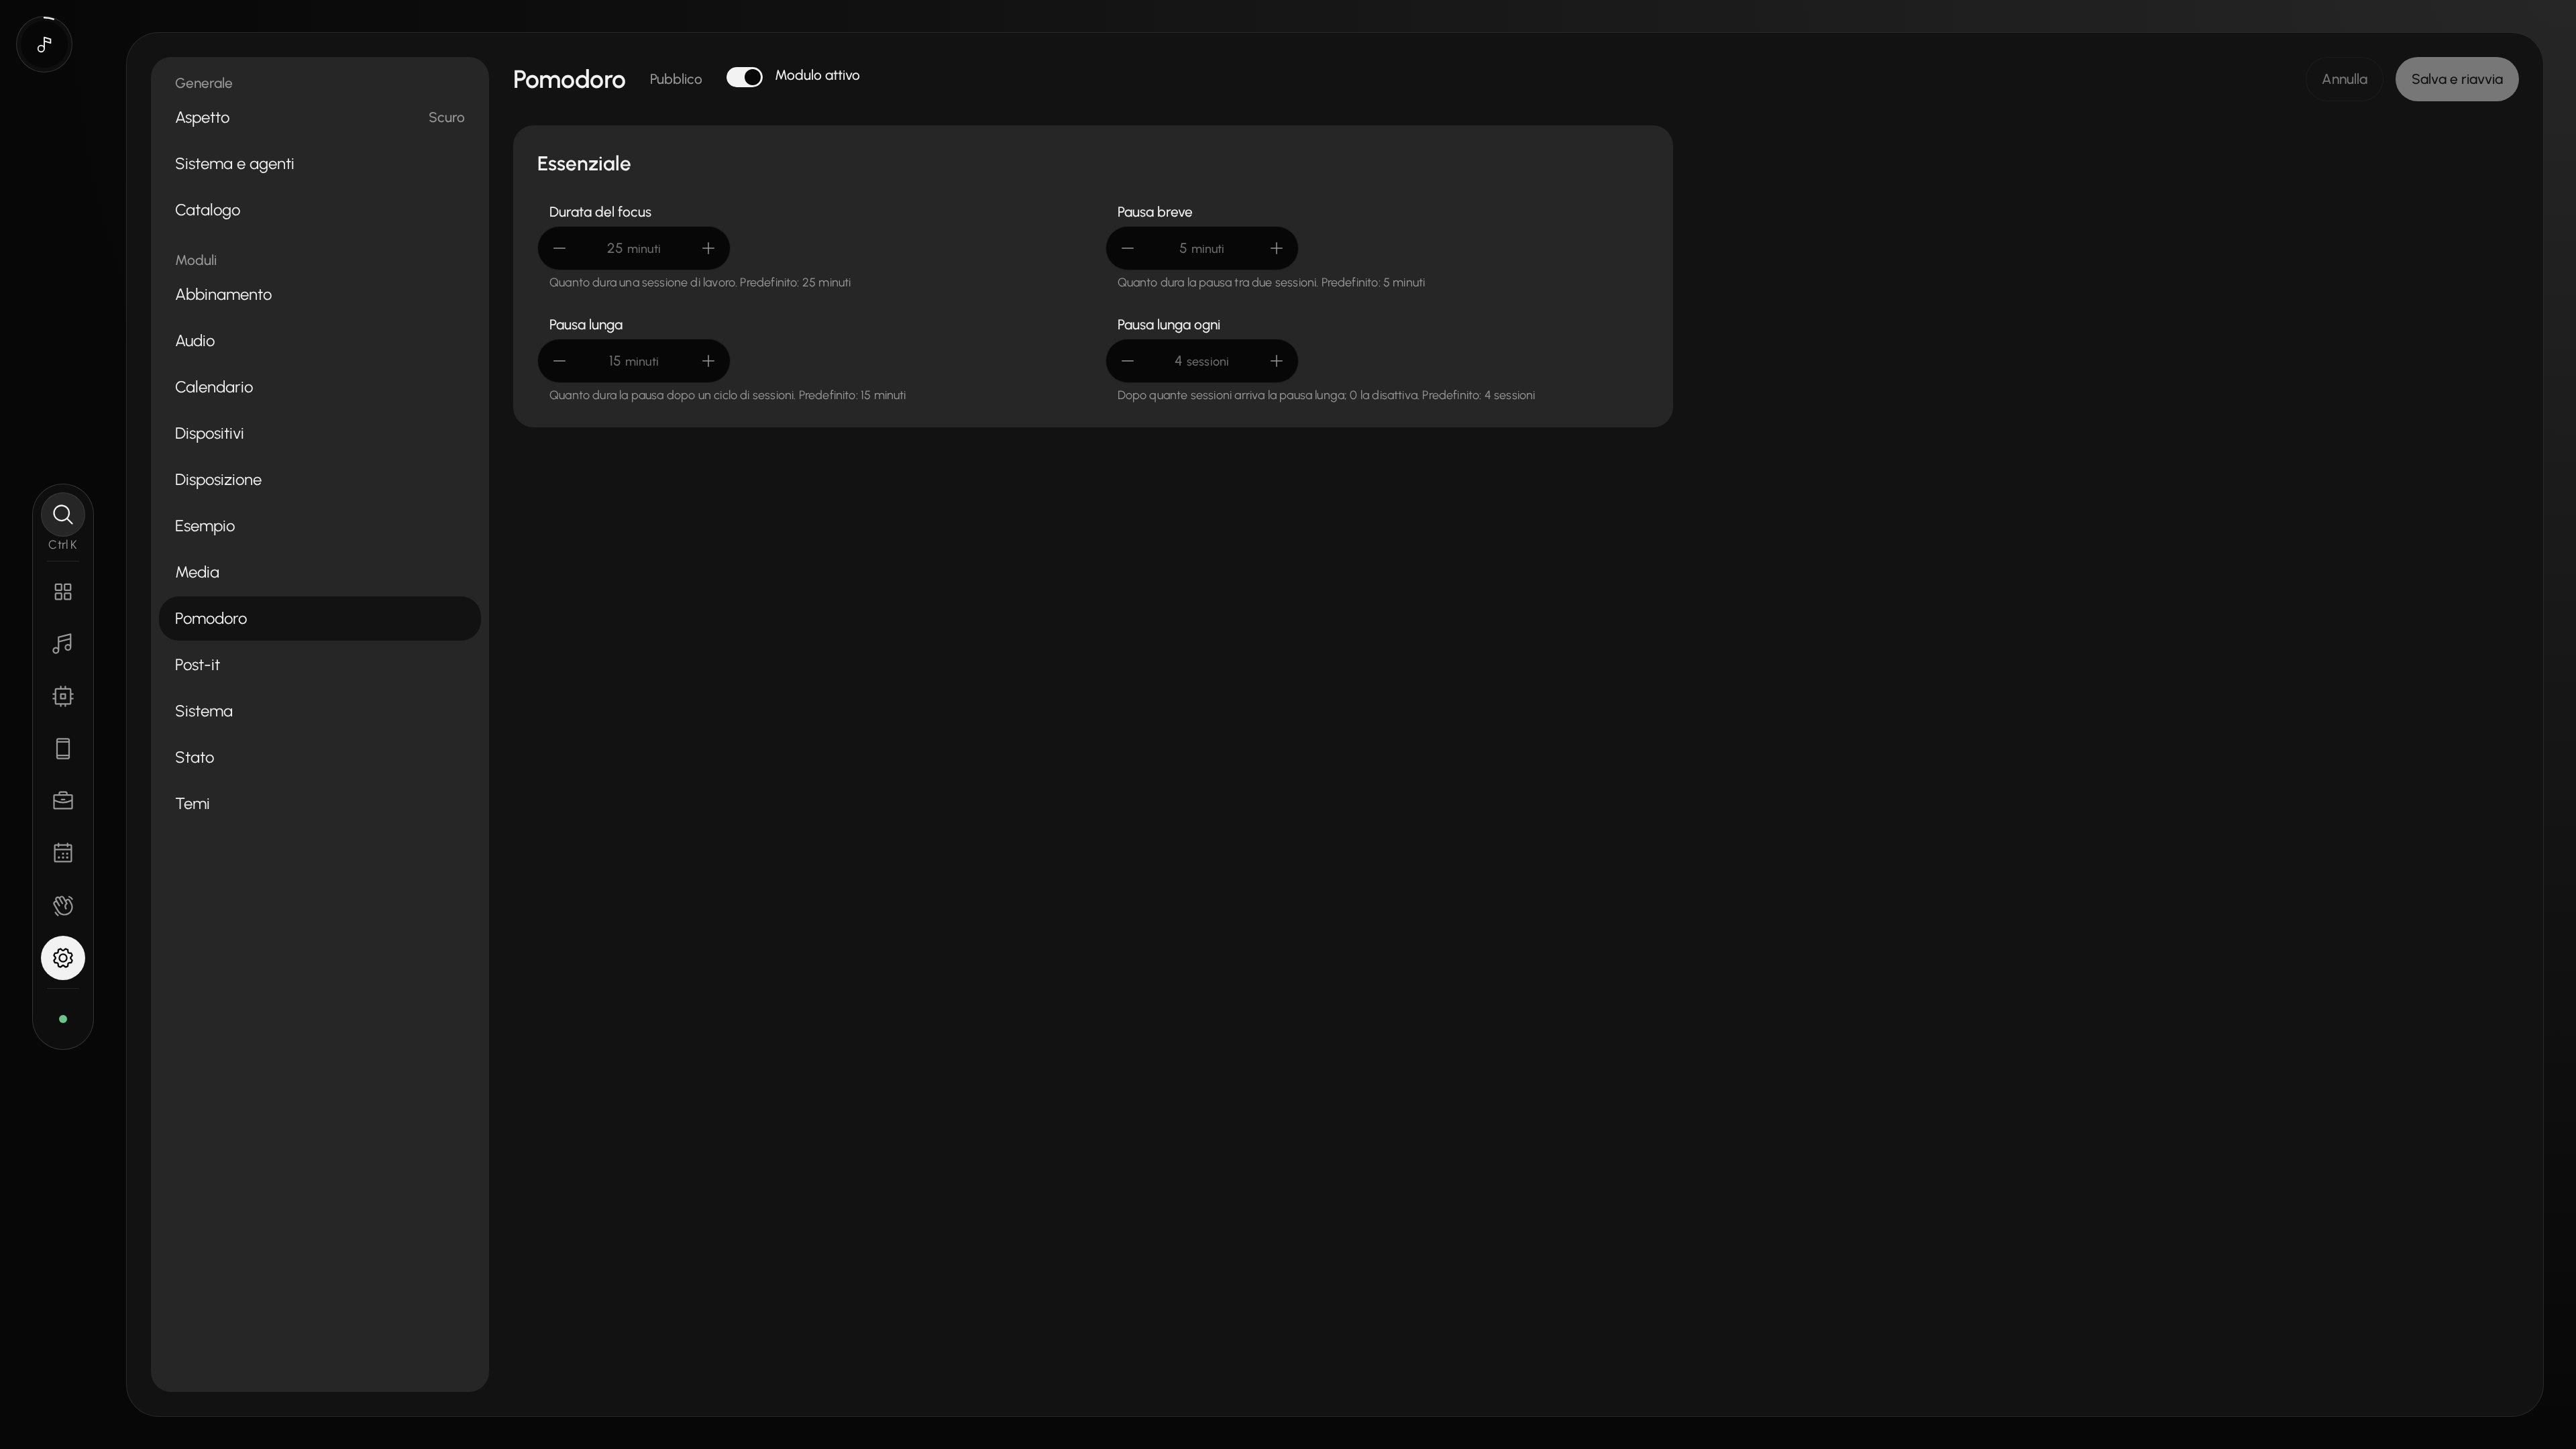 Generale
Aspetto Scuro
Sistema e agenti
Catalogo
Moduli
Abbinamento
Audio
Calendario
Dispositivi
Disposizione
Esempio
Media
Pomodoro
Post-it
Sistema
Stato
Temi
Ctrl K
Pomodoro Pubblico Modulo attivo Annulla Salva e riavvia
Essenziale
Durata del focus
25 minuti
Quanto dura una sessione di lavoro. Predefinito: 25 minuti
Pausa breve
5 minuti
Quanto dura la pausa tra due sessioni. Predefinito: 5 minuti
Pausa lunga
15 minuti
Quanto dura la pausa dopo un ciclo di sessioni. Predefinito: 15 minuti
Pausa lunga ogni
4 sessioni
Dopo quante sessioni arriva la pausa lunga; 0 la disattiva. Predefinito: 4 sessioni